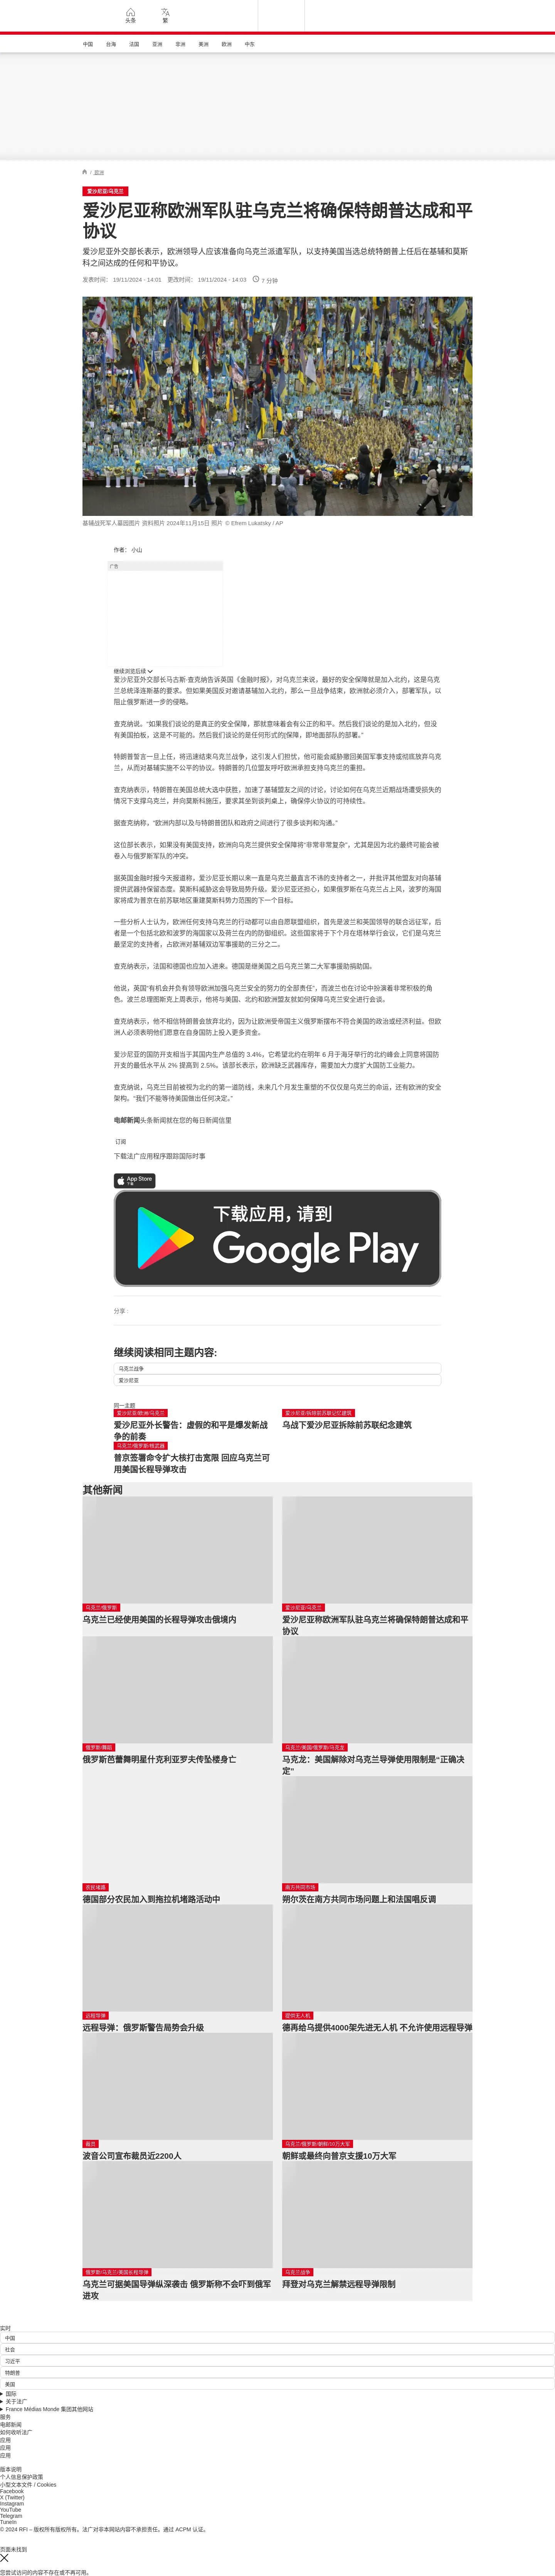 头条
繁
中国
台海
法国
亚洲
非洲
美洲
欧洲
中东
/ 欧洲
爱沙尼亚/乌克兰
爱沙尼亚称欧洲军队驻乌克兰将确保特朗普达成和平
协议
爱沙尼亚外交部长表示，欧洲领导人应该准备向乌克兰派遣军队，以支持美国当选总统特朗普上任后在基辅和莫斯
科之间达成的任何和平协议。
发表时间： 19/11/2024 - 14:01 更改时间： 19/11/2024 - 14:03 7 分钟
基辅战死军人墓园图片 资料照片 2024年11月15日 照片 © Efrem Lukatsky / AP
作者： 小山
广告
继续浏览后续
爱沙尼亚外交部长马古斯·查克纳告诉英国《金融时报》，对乌克兰来说，最好的安全保障就是加入北约，这是乌克
兰总统泽连斯基的要求。但如果美国反对邀请基辅加入北约，那么一旦战争结束，欧洲就必须介入，部署军队，以
阻止俄罗斯进一步的侵略。
查克纳说。“如果我们谈论的是真正的安全保障，那就意味着会有公正的和平。然后我们谈论的是加入北约，但没
有美国拍板，这是不可能的。然后我们谈论的是任何形式的[保障，即地面部队的部署。”
特朗普誓言一旦上任，将迅速结束乌克兰战争，这引发人们担忧，他可能会威胁撤回美国军事支持或彻底放弃乌克
兰，从而对基辅实施不公平的协议。特朗普的几位盟友呼吁欧洲承担支持乌克兰的重担。
查克纳表示，特朗普在美国总统大选中获胜，加速了基辅盟友之间的讨论，讨论如何在乌克兰近期战场遭受损失的
情况下支撑乌克兰，并向莫斯科施压，要求其坐到谈判桌上，确保停火协议的可持续性。
据查克纳称，“欧洲内部以及与特朗普团队和政府之间进行了很多谈判和沟通。”
这位部长表示，如果没有美国支持，欧洲向乌克兰提供安全保障将“非常非常复杂”，尤其是因为北约最终可能会被
卷入与俄罗斯军队的冲突。
据英国金融时报今天报道称，爱沙尼亚长期以来一直是乌克兰最直言不讳的支持者之一，并批评其他盟友对向基辅
提供武器持保留态度。莫斯科威胁这会导致局势升级。爱沙尼亚还担心，如果俄罗斯在乌克兰占上风，波罗的海国
家将成为普京在前苏联地区重建莫斯科势力范围的下一个目标。
一些分析人士认为，欧洲任何支持乌克兰的行动都可以由自愿联盟组织，首先是波兰和英国领导的联合远征军，后
者是一个包括北欧和波罗的海国家以及荷兰在内的防御组织。这些国家将于下个月在塔林举行会议，它们是乌克兰
最坚定的支持者，占欧洲对基辅双边军事援助的三分之二。
查克纳表示，法国和德国也应加入进来。德国是继美国之后乌克兰第二大军事援助捐助国。
他说，英国“有机会并负有领导欧洲加强乌克兰安全的努力的全部责任”，而波兰也在讨论中扮演着非常积极的角
色。波兰总理图斯克上周表示，他将与美国、北约和欧洲盟友就如何保障乌克兰安全进行会谈。
查克纳表示，他不相信特朗普会放弃北约，因为让欧洲受帝国主义俄罗斯摆布不符合美国的政治或经济利益。但欧
洲人必须表明他们愿意在自身国防上投入更多资金。
爱沙尼亚的国防开支相当于其国内生产总值的 3.4%，它希望北约在明年 6 月于海牙举行的北约峰会上同意将国防
开支的最低水平从 2% 提高到 2.5%。该部长表示，欧洲缺乏武器库存，需要加大力度扩大国防工业能力。
查克纳说，乌克兰目前被视为北约的第一道防线，未来几个月发生重塑的不仅仅是乌克兰的命运，还有欧洲的安全
架构。“我们不能等待美国做出任何决定。”
电邮新闻头条新闻就在您的每日新闻信里
订阅
下载法广应用程序跟踪国际时事
App Store
下载
下载应用，请到
Google Play
分享 :
继续阅读相同主题内容:
乌克兰战争
爱沙尼亚
同一主题
爱沙尼亚/欧洲/乌克兰
爱沙尼亚外长警告：虚假的和平是爆发新战
争的前奏
爱沙尼亚/拆除前苏联记忆建筑
乌战下爱沙尼亚拆除前苏联纪念建筑
乌克兰/俄罗斯/核武器
普京签署命令扩大核打击宽限 回应乌克兰可
用美国长程导弹攻击
其他新闻
乌克兰/俄罗斯
乌克兰已经使用美国的长程导弹攻击俄境内
爱沙尼亚/乌克兰
爱沙尼亚称欧洲军队驻乌克兰将确保特朗普达成和平
协议
俄罗斯/舞蹈
俄罗斯芭蕾舞明星什克利亚罗夫传坠楼身亡
乌克兰/美国/俄罗斯/马克龙
马克龙：美国解除对乌克兰导弹使用限制是“正确决
定”
农民堵路
德国部分农民加入到拖拉机堵路活动中
南方共同市场
朔尔茨在南方共同市场问题上和法国唱反调
远程导弹
远程导弹：俄罗斯警告局势会升级
提供无人机
德再给乌提供4000架先进无人机 不允许使用远程导弹
裁员
波音公司宣布裁员近2200人
乌克兰/俄罗斯/朝鲜/10万大军
朝鲜或最终向普京支援10万大军
俄罗斯/乌克兰/美国长程导弹
乌克兰可据美国导弹纵深袭击 俄罗斯称不会吓到俄军
进攻
乌克兰战争
拜登对乌克兰解禁远程导弹限制
实时
中国
社会
习近平
特朗普
美国
国际
关于法广
France Médias Monde 集团其他网站
服务
电邮新闻
如何收听法广
应用
应用
应用
版本说明
个人信息保护政策
小型文本文件 / Cookies
Facebook
X (Twitter)
Instagram
YouTube
Telegram
TuneIn
© 2024 RFI – 版权所有版权所有。法广对非本网站内容不承担责任。通过 ACPM 认证。
页面未找到
您尝试访问的内容不存在或不再可用。